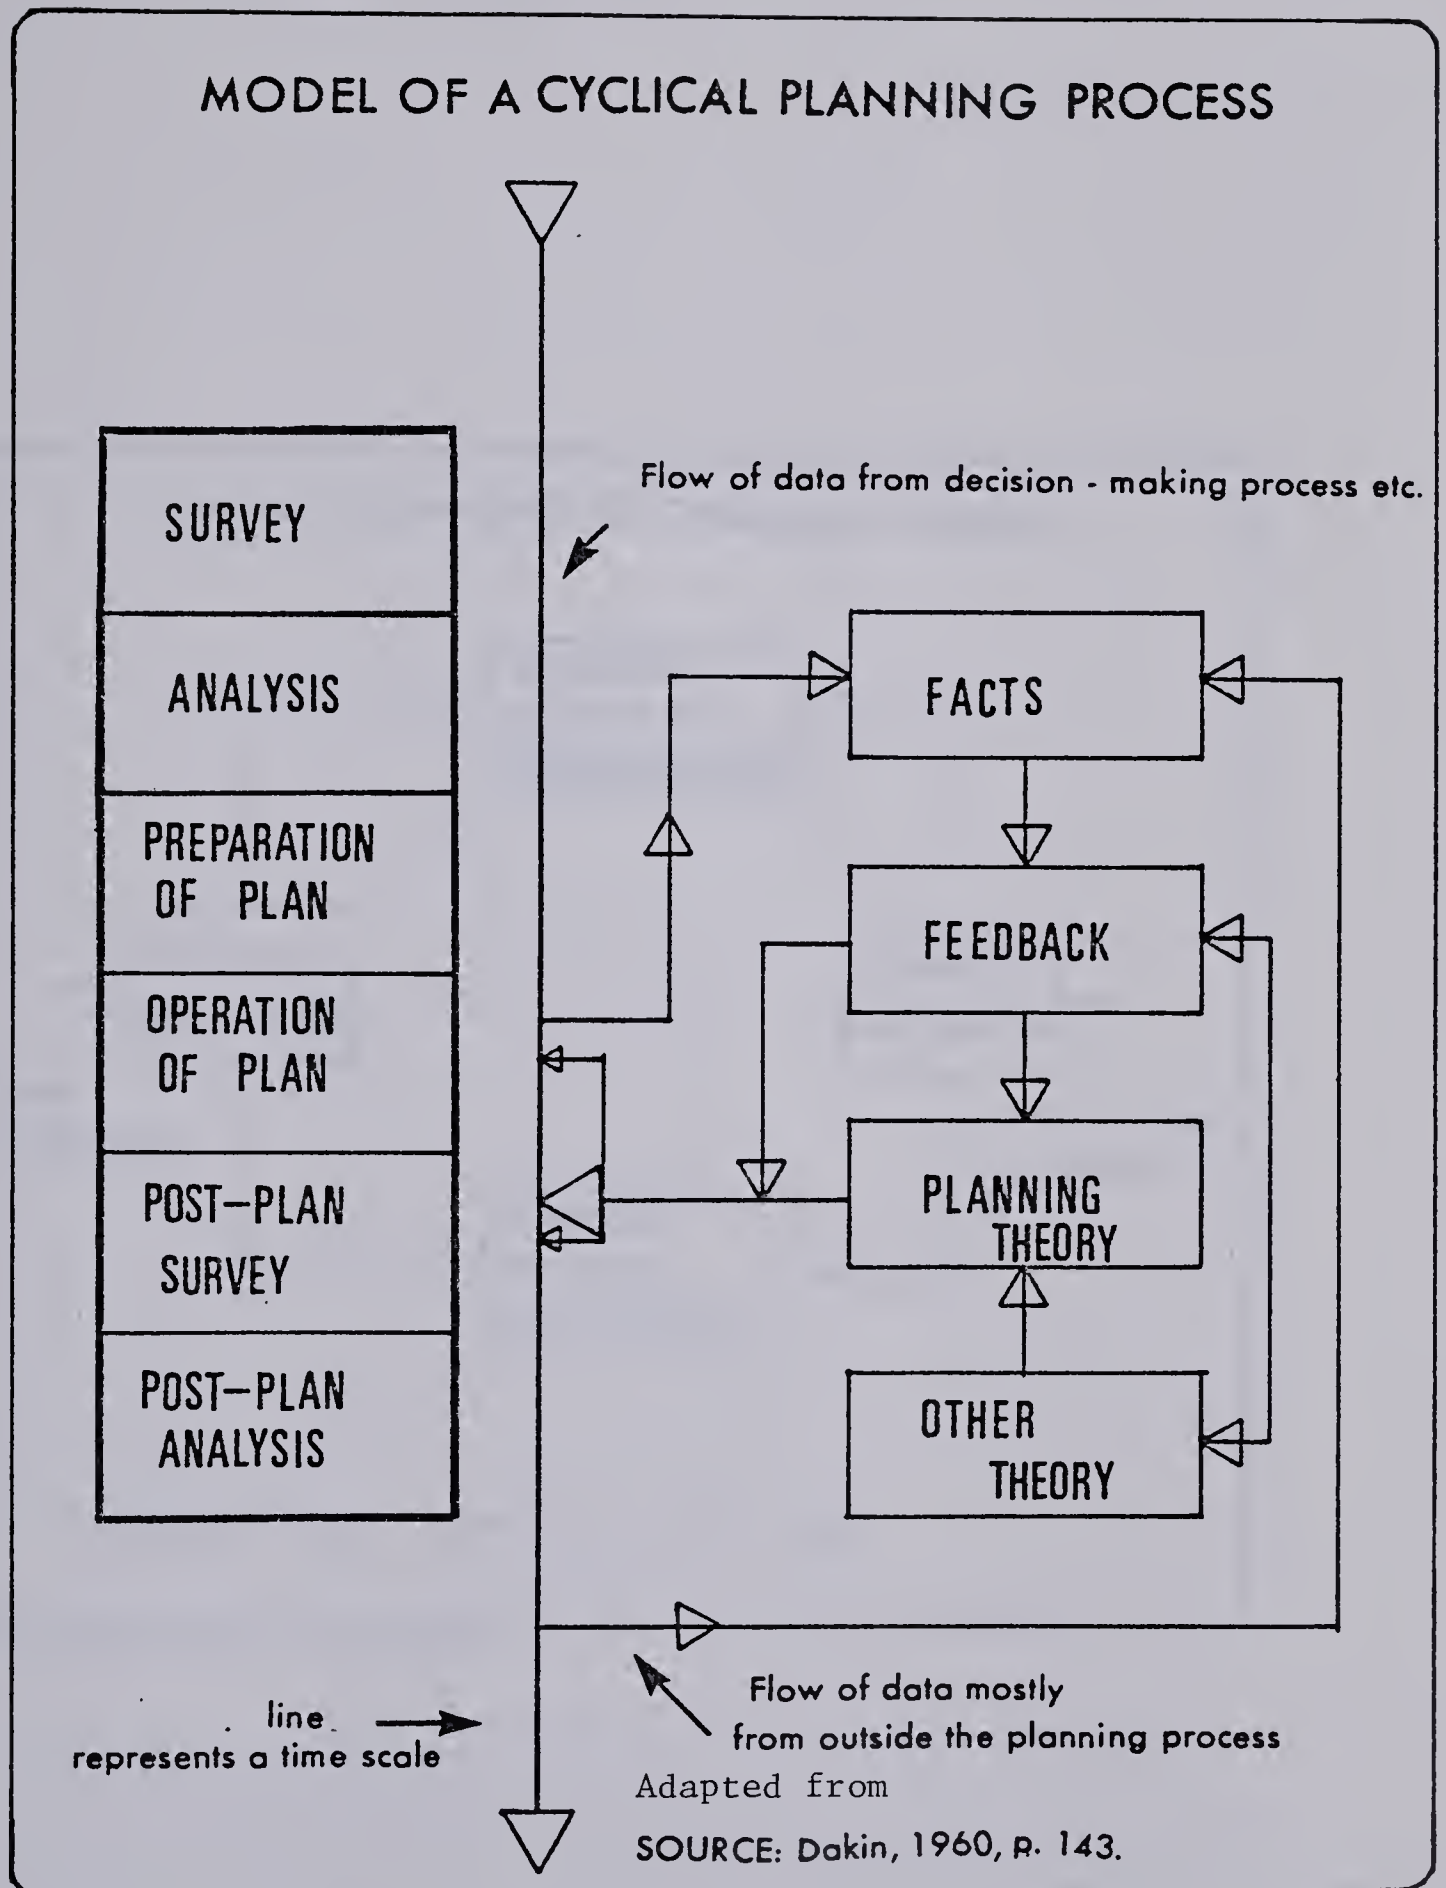 MODEL OF A CYCLICAL PLANNING PROCESS
SURVEY
ANALYSIS
PREPARATION
OF PLAN
OPERATION
OF PLAN
POST-PLAN
SURVEY
POST-PLAN
ANALYSIS
Flow of data from decision - making process etc.
FACTS
FEEDBACK
PLANNING
THEORY
OTHER
THEORY
line
represents a time scale
Flow of data mostly
from outside the planning process
Adapted from
SOURCE: Dakin, 1960, p. 143.